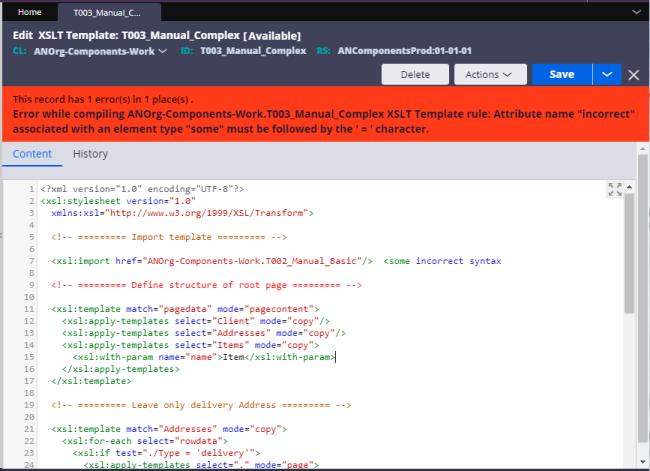 Home T003_Manual_C...
Edit XSLT Template: T003_Manual_Complex [Available]
CL: ANOrg-Components-Work ID: T003_Manual_Complex RS: ANComponentsProd:01-01-01
Delete Actions Save
This record has 1 error(s) in 1 place(s) .
Error while compiling ANOrg-Components-Work.T003_Manual_Complex XSLT Template rule: Attribute name "incorrect"
associated with an element type "some" must be followed by the ' = ' character.
Content History
1 <?xml version="1.0" encoding="UTF-8"?>
2 <xsl:stylesheet version="1.0"
3 xmlns:xsl="http://www.w3.org/1999/XSL/Transform">
4
5 <!-- ========= Import template ========= -->
6
7 <xsl:import href="ANOrg-Components-Work.T002_Manual_Basic"/> <some incorrect syntax
8
9 <!-- ========= Define structure of root page ========= -->
10
11 <xsl:template match="pagedata" mode="pagecontent">
12 <xsl:apply-templates select="Client" mode="copy"/>
13 <xsl:apply-templates select="Addresses" mode="copy"/>
14 <xsl:apply-templates select="Items" mode="copy">
15 <xsl:with-param name="name">Item</xsl:with-param>
16 </xsl:apply-templates>
17 </xsl:template>
18
19 <!-- ========= Leave only delivery Address ========= -->
20
21 <xsl:template match="Addresses" mode="copy">
22 <xsl:for-each select="rowdata">
23 <xsl:if test="./Type = 'delivery'">
24 <xsl:apply-templates select="." mode="page">